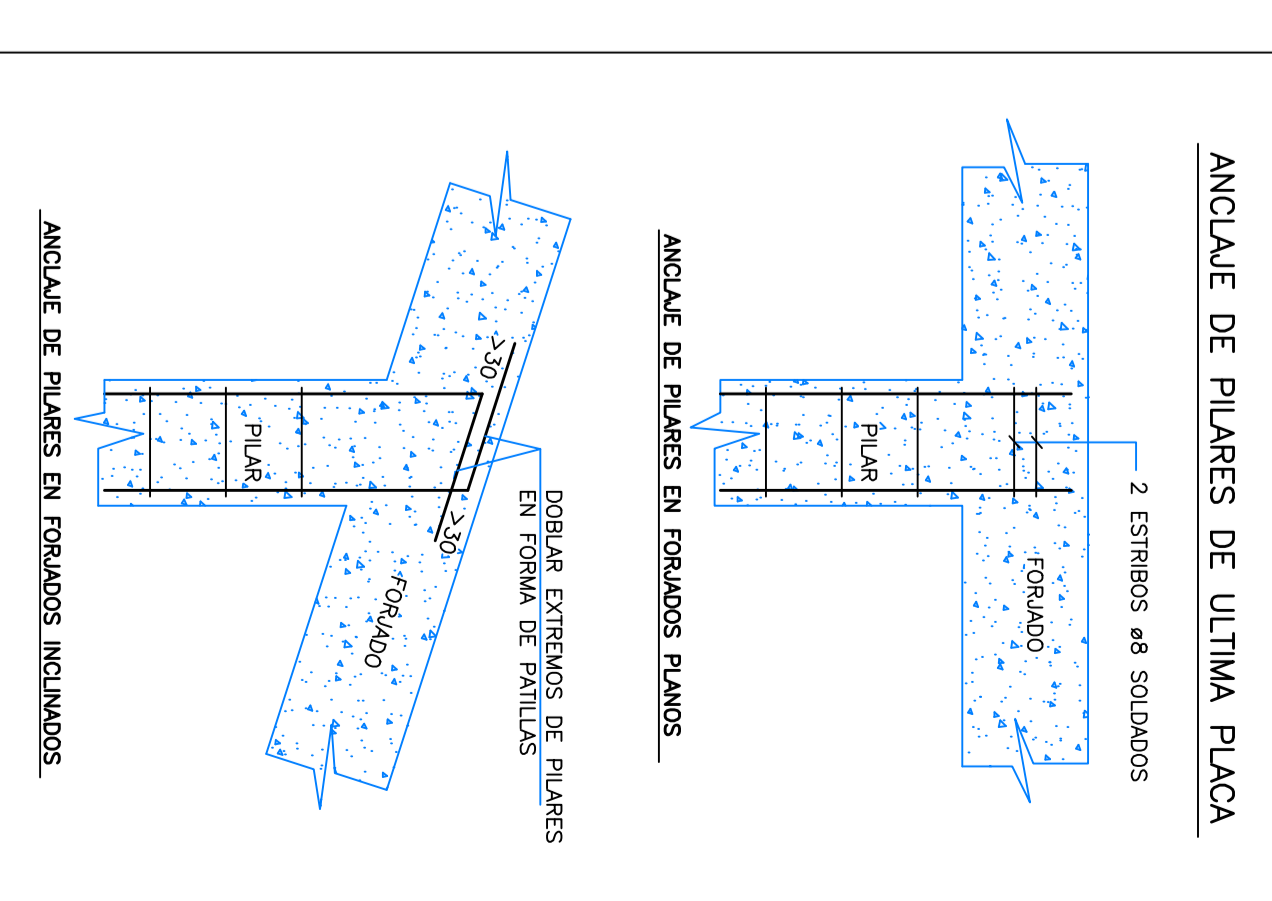 ANCLAJE DE PILARES DE ULTIMA PLACA
2 ESTRIBOS ø8 SOLDADOS
FORJADO
PILAR
ANCLAJE DE PILARES EN FORJADOS PLANOS
DOBLAR EXTREMOS DE PILARES
EN FORMA DE PATILLAS
>30
>30
FORJADO
PILAR
ANCLAJE DE PILARES EN FORJADOS INCLINADOS